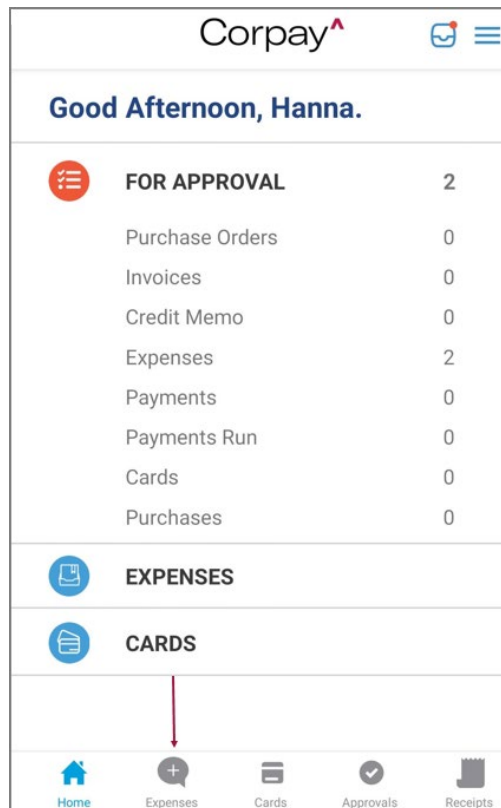 Corpay^
Good Afternoon, Hanna.
FOR APPROVAL 2
Purchase Orders 0
Invoices 0
Credit Memo 0
Expenses 2
Payments 0
Payments Run 0
Cards 0
Purchases 0
EXPENSES
CARDS
Home Expenses Cards Approvals Receipts